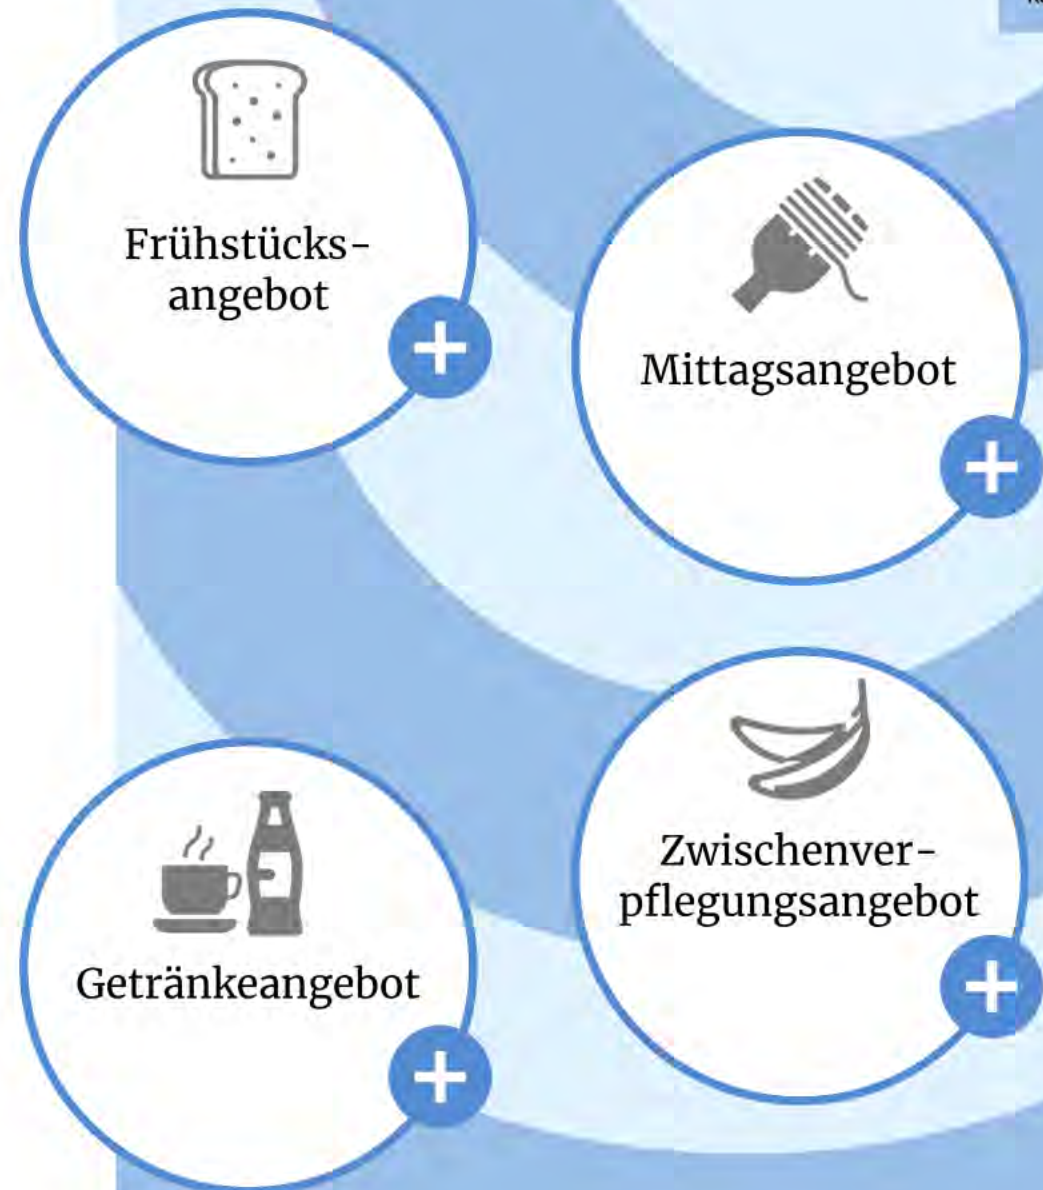 Frühstücks-
angebot
Mittagsangebot
Zwischenver-
pflegungsangebot
Getränkeangebot